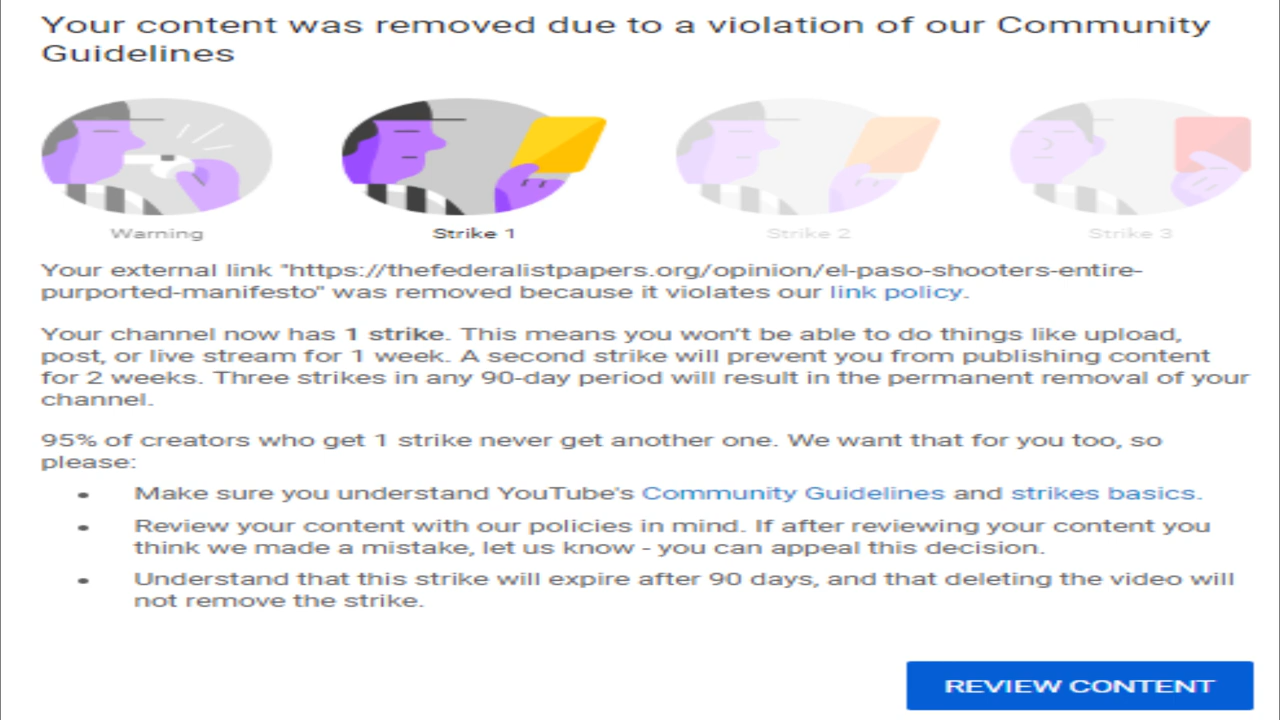 Your content was removed due to a violation of our Community
Guidelines
Warning
Strike 1
Strike 2
Strike 3
Your external link "https://thefederalistpapers.org/opinion/el-paso-shooters-entire-
purported-manifesto" was removed because it violates our link policy.
Your channel now has 1 strike. This means you won't be able to do things like upload,
post, or live stream for 1 week. A second strike will prevent you from publishing content
for 2 weeks. Three strikes in any 90-day period will result in the permanent removal of your
channel.
95% of creators who get 1 strike never get another one. We want that for you too, so
please:
Make sure you understand YouTube's Community Guidelines and strikes basics.
Review your content with our policies in mind. If after reviewing your content you
think we made a mistake, let us know - you can appeal this decision.
Understand that this strike will expire after 90 days, and that deleting the video will
not remove the strike.
REVIEW CONTENT